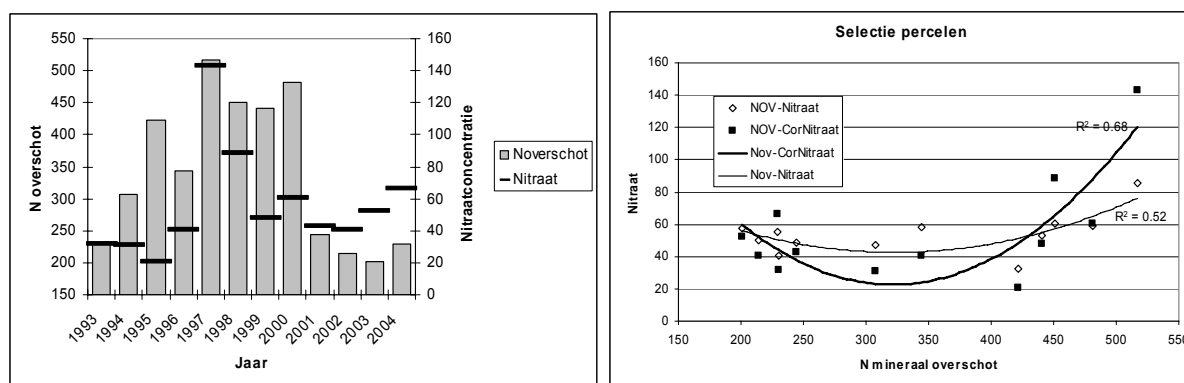 550
500
450
400
350
300
250
200
150
N overschot
160
140
120
100
80
60
40
20
0
Nitraatconcentratie
1993
1994
1995
1996
1997
1998
1999
2000
2001
2002
2003
2004
Jaar
Noverschot
Nitraat
Selectie percelen
160
140
120
100
80
60
40
20
0
Nitraat
NOV-Nitraat
NOV-CorNitraat
Nov-CorNitraat
Nov-Nitraat
R² = 0.68
R² = 0.52
150 200 250 300 350 400 450 500 550
N mineraal overschot